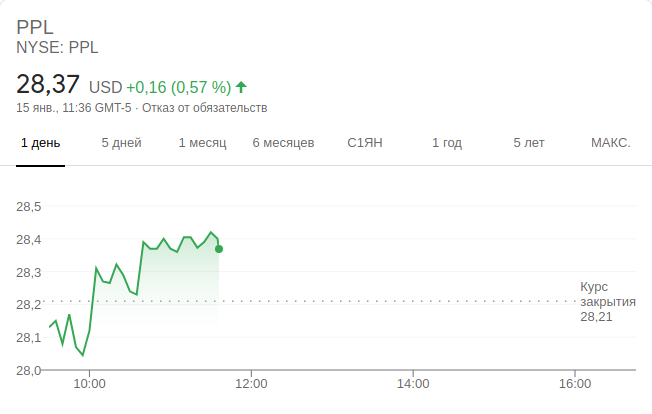 PPL
NYSE: PPL
28,37 USD +0,16 (0,57 %)
15 янв., 11:36 GMT-5 · Отказ от обязательств
1 день 5 дней 1 месяц 6 месяцев С1ЯН 1 год 5 лет МАКС.
28,5
28,4
28,3
28,2
28,1
28,0
Курс
закрытия
28,21
10:00 12:00 14:00 16:00